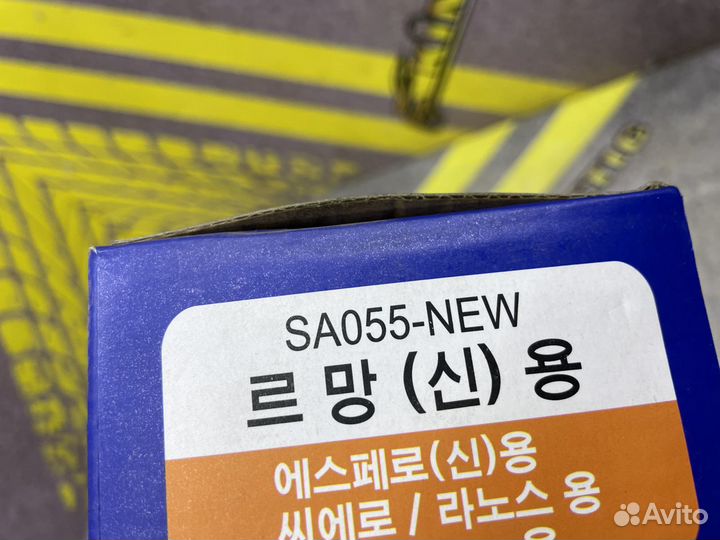 SA055-NEW
르망(신)용
에스페로(신)용
씨에로 / 라노스 용
용
Avito